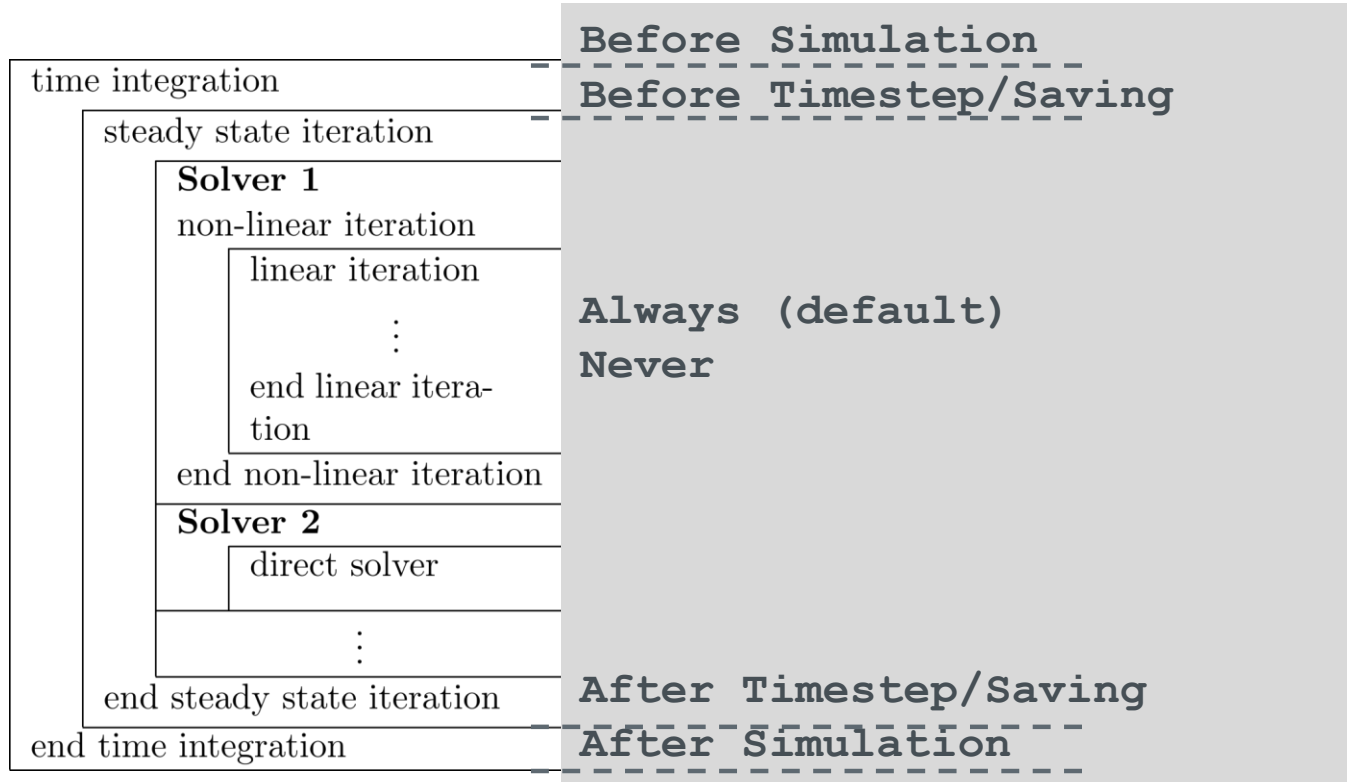 Before Simulation
time integration
Before Timestep/Saving
steady state iteration
Solver 1
non-linear iteration
linear iteration
⋮
Always (default)
Never
end linear itera-
tion
end non-linear iteration
Solver 2
direct solver
⋮
end steady state iteration
After Timestep/Saving
end time integration
After Simulation